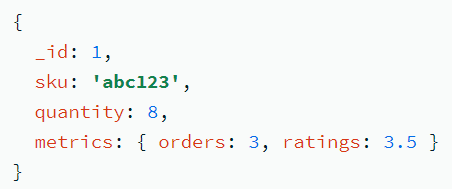 {
  _id: 1,
  sku: 'abc123',
  quantity: 8,
  metrics: { orders: 3, ratings: 3.5 }
}